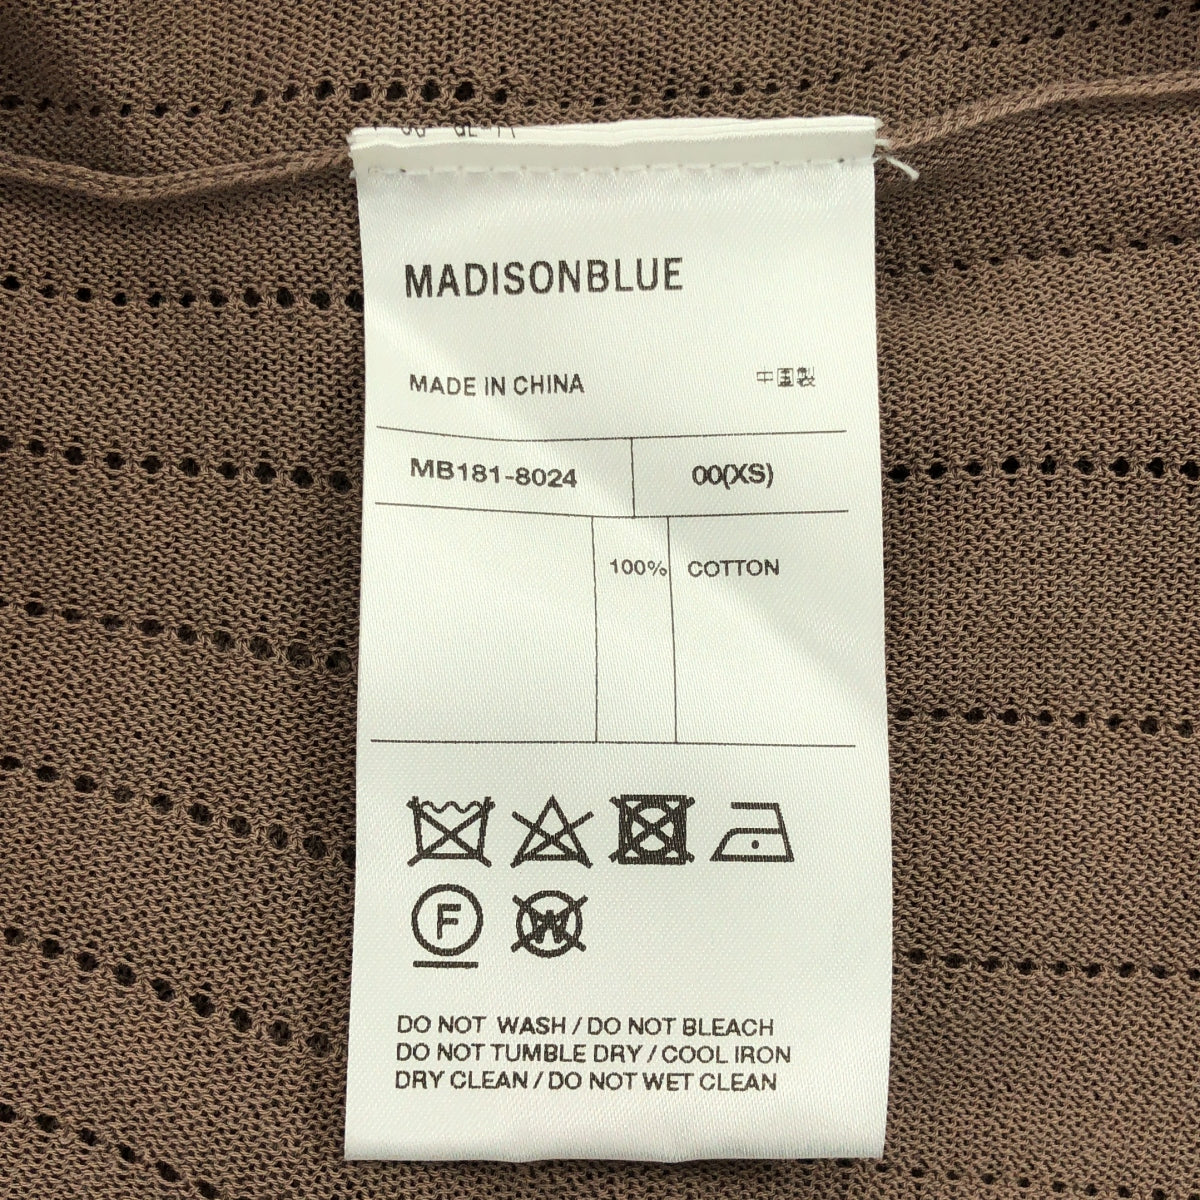 MADISONBLUE
MADE IN CHINA 中国製
MB181-8024 00(XS)
100% COTTON
F W
DO NOT WASH / DO NOT BLEACH
DO NOT TUMBLE DRY / COOL IRON
DRY CLEAN / DO NOT WET CLEAN